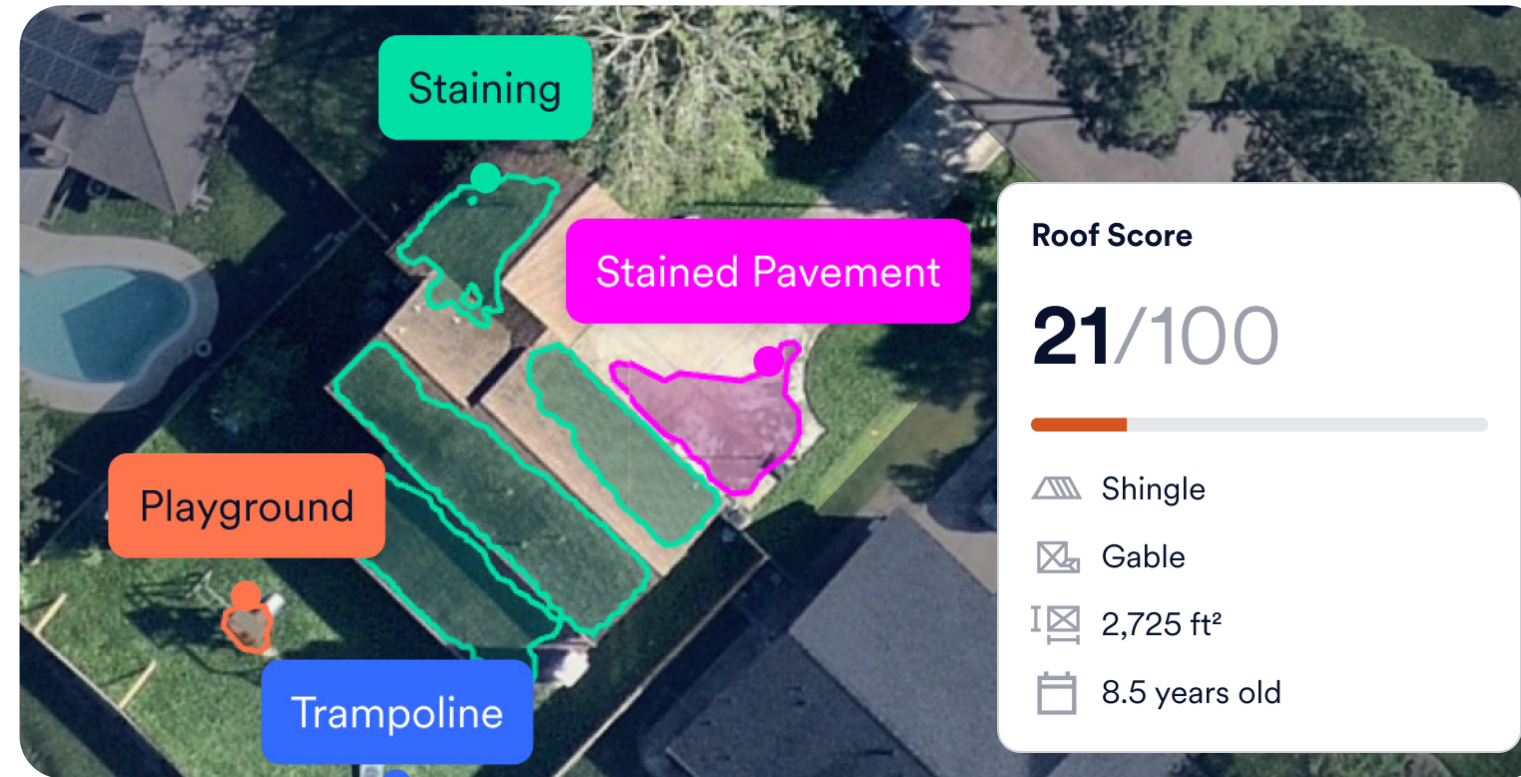 Staining
Stained Pavement
Playground
Trampoline
Roof Score
21/100
Shingle
Gable
2,725 ft²
8.5 years old